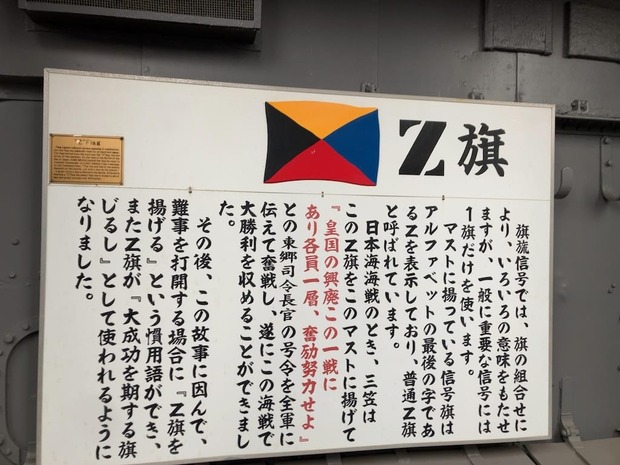 Z旗
旗旒信号では、旗の組合せに
より、いろいろの意味をもたせ
ますが、一般に重要な信号には
1旗だけを使います。
マストに揚っている信号旗は
アルファベットの最後の字であ
るZを表示しており、普通Z旗
と呼ばれています。
日本海海戦のとき、三笠は
このZ旗をこのマストに揚げて
『皇国の興廃この一戦に
あり各員一層、奮励努力せよ』
との東郷司令長官の号令を全軍に
伝えて奮戦し、遂にこの海戦で
大勝利を収めることができまし
た。
その後、この故事に因んで、
難事を打開する場合に『Z旗を
揚げる』という慣用語ができ、
またZ旗が『大成功を期する旗
じるし』として使われるように
なりました。